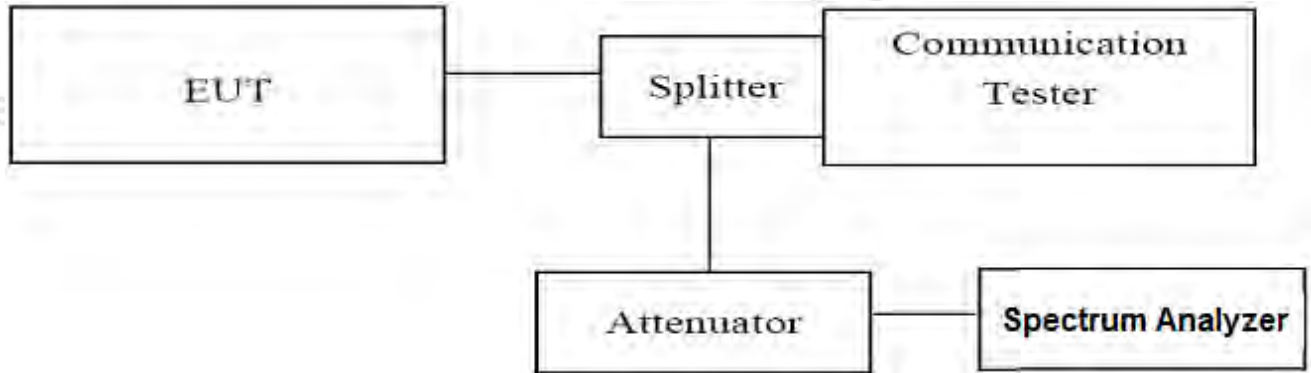 EUT
Splitter
Communication
Tester
Attenuator
Spectrum Analyzer